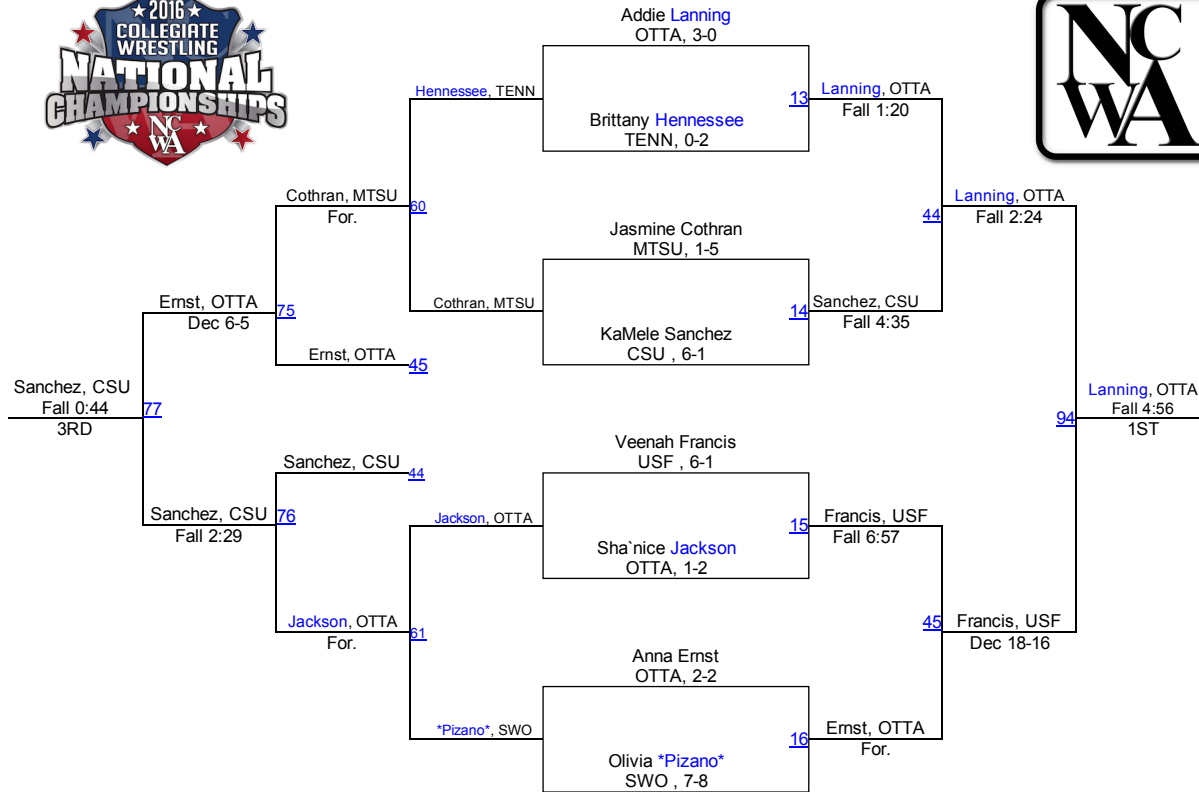 ★ 2016 ★
COLLEGIATE
WRESTLING
NATIONAL
CHAMPIONSHIPS
NC
WA
NC
WA
Addie Lanning
OTTA, 3-0
Hennessee, TENN
13
Lanning, OTTA
Fall 1:20
Brittany Hennessee
TENN, 0-2
Cothran, MTSU
For.
60
44
Lanning, OTTA
Fall 2:24
Jasmine Cothran
MTSU, 1-5
Ernst, OTTA
Dec 6-5
75
Cothran, MTSU
14
Sanchez, CSU
Fall 4:35
KaMele Sanchez
CSU , 6-1
Ernst, OTTA
45
Sanchez, CSU
Fall 0:44
3RD
77
94
Lanning, OTTA
Fall 4:56
1ST
Veenah Francis
USF , 6-1
Sanchez, CSU
44
Sanchez, CSU
Fall 2:29
76
Jackson, OTTA
15
Francis, USF
Fall 6:57
Sha`nice Jackson
OTTA, 1-2
Jackson, OTTA
For.
61
45
Francis, USF
Dec 18-16
Anna Ernst
OTTA, 2-2
*Pizano*, SWO
16
Ernst, OTTA
For.
Olivia *Pizano*
SWO , 7-8